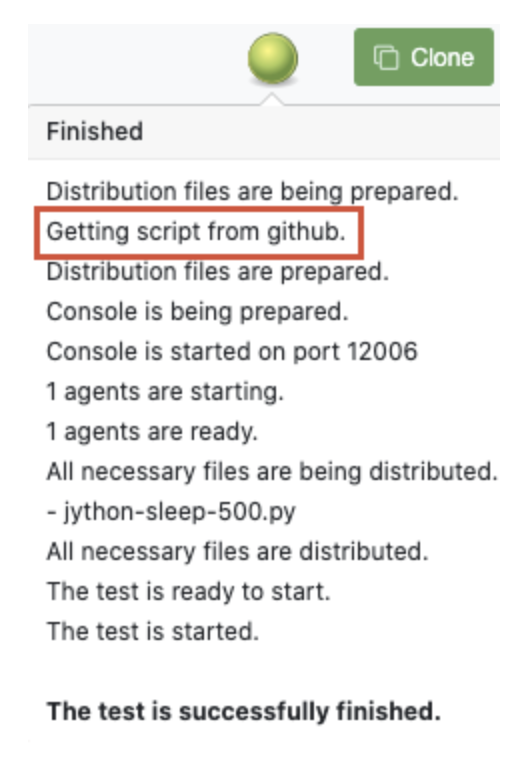 Clone
Finished
Distribution files are being prepared.
Getting script from github.
Distribution files are prepared.
Console is being prepared.
Console is started on port 12006
1 agents are starting.
1 agents are ready.
All necessary files are being distributed.
- jython-sleep-500.py
All necessary files are distributed.
The test is ready to start.
The test is started.
The test is successfully finished.